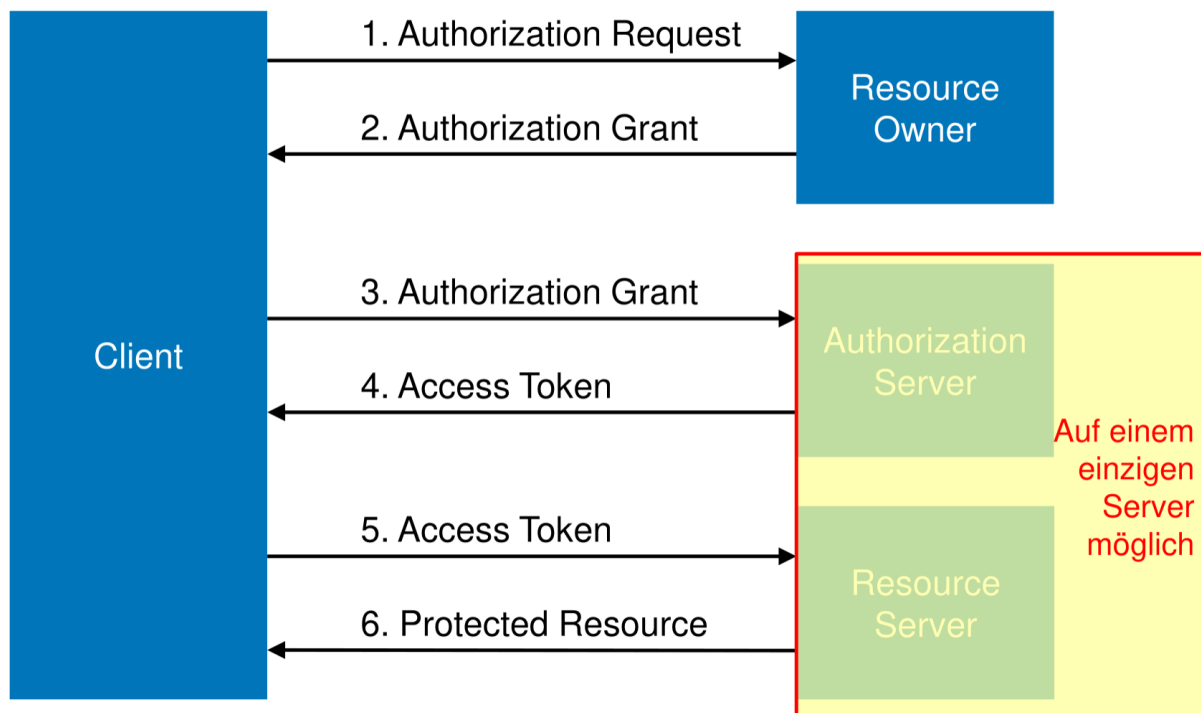 1. Authorization Request
Resource
Owner
2. Authorization Grant
Client
3. Authorization Grant
Authorization
Server
4. Access Token
Auf einem
einzigen
Server
möglich
5. Access Token
Resource
Server
6. Protected Resource